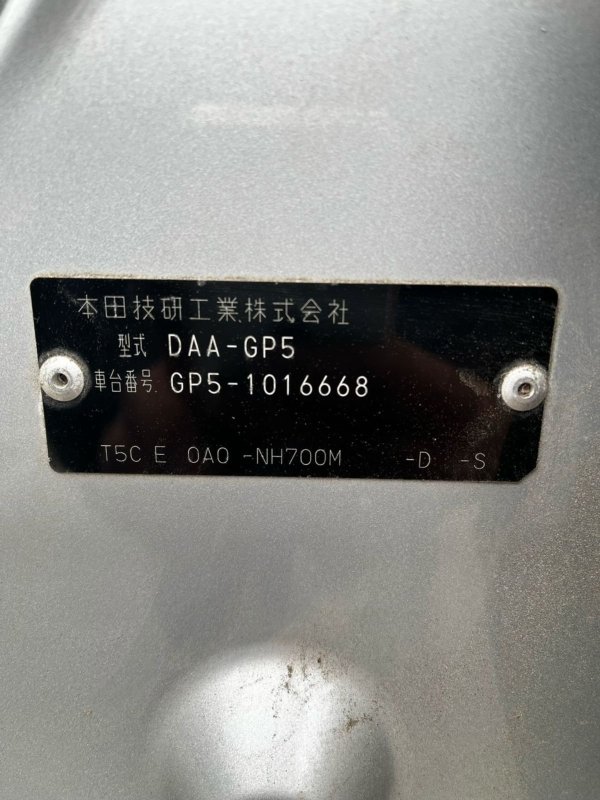 本田技研工業株式会社
型式 DAA-GP5
車台番号. GP5-1016668
T5C E 0A0 -NH700M -D -S